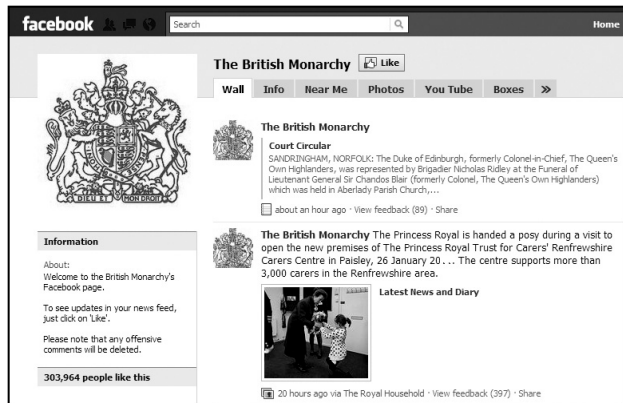 facebook
Search
Home
The British Monarchy
Like
Wall Info Near Me Photos You Tube Boxes »
The British Monarchy
Court Circular
SANDRINGHAM, NORFOLK: The Duke of Edinburgh, formerly Colonel-in-Chief, The Queen's
Own Highlanders, was represented by Brigadier Nicholas Ridley at the Funeral of
Lieutenant General Sir Chandos Blair (formerly Colonel, The Queen's Own Highlanders)
which was held in Aberlady Parish Church,...
about an hour ago · View feedback (89) · Share
DIEU ET MON DROIT
Information
About:
Welcome to the British Monarchy's
Facebook page.
To see updates in your news feed,
just click on 'Like'.
Please note that any offensive
comments will be deleted.
303,964 people like this
The British Monarchy The Princess Royal is handed a posy during a visit to
open the new premises of The Princess Royal Trust for Carers' Renfrewshire
Carers Centre in Paisley, 26 January 20... The centre supports more than
3,000 carers in the Renfrewshire area.
Latest News and Diary
20 hours ago via The Royal Household · View feedback (397) · Share